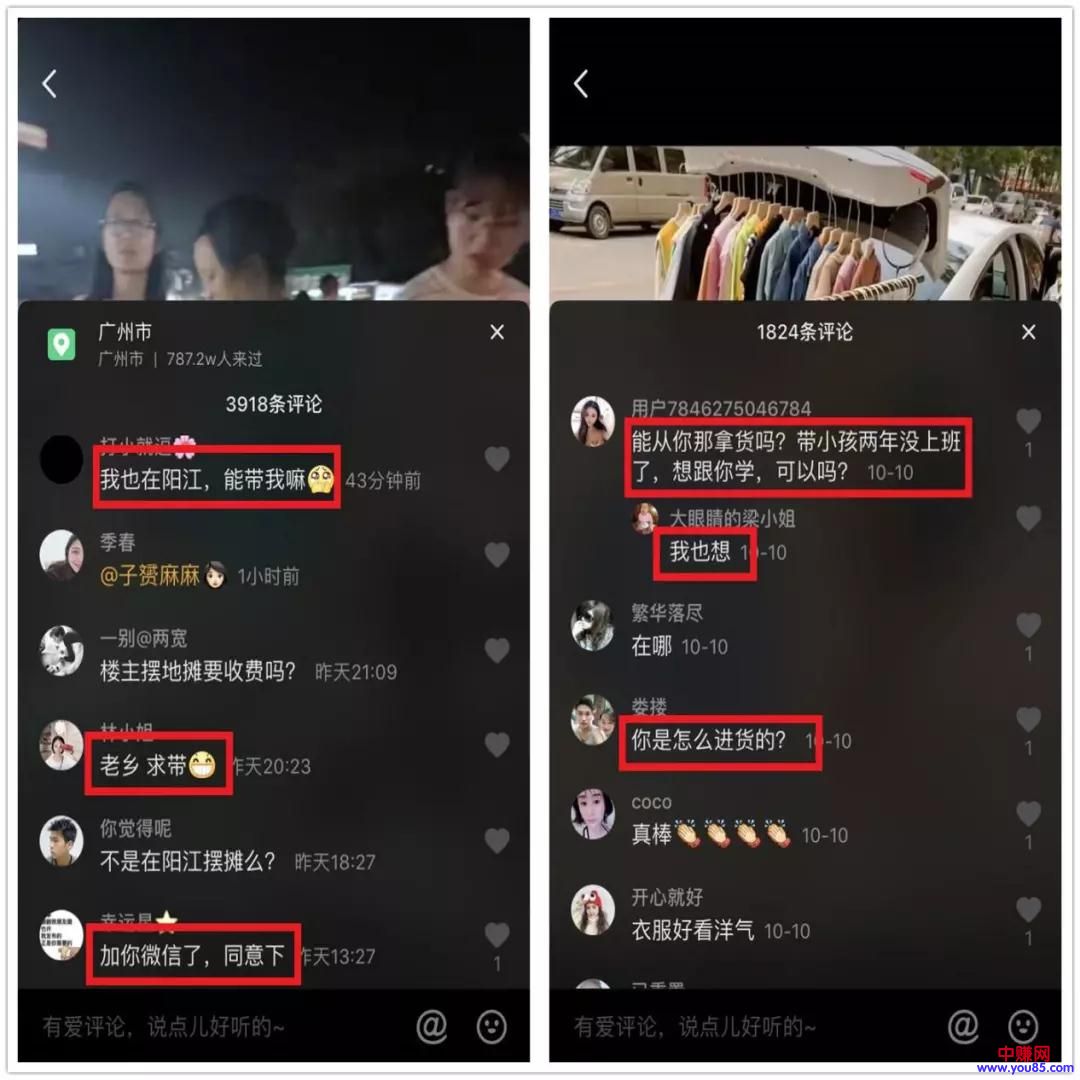 广州市
广州市 | 787.2w人来过
3918条评论
打小就逗🌸
我也在阳江，能带我嘛🥺 43分钟前
季春
@子赟麻麻👩🏻 1小时前
一别@两宽
楼主摆地摊要收费吗？ 昨天21:09
林小姐
老乡 求带😁 昨天20:23
你觉得呢
不是在阳江摆摊么？ 昨天18:27
幸运星⭐
加你微信了，同意下 昨天13:27
1
有爱评论，说点儿好听的~
1824条评论
用户7846275046784
能从你那拿货吗？带小孩两年没上班
了，想跟你学，可以吗？ 10-10
1
大眼睛的梁小姐
我也想 10-10
繁华落尽
在哪 10-10
1
娄搂
你是怎么进货的？ 10-10
1
coco
真棒👏🏻👏🏻👏🏻👏🏻 10-10
1
开心就好
衣服好看洋气 10-10
1
有爱评论，说点儿好听的~
中赚网
www.you85.com